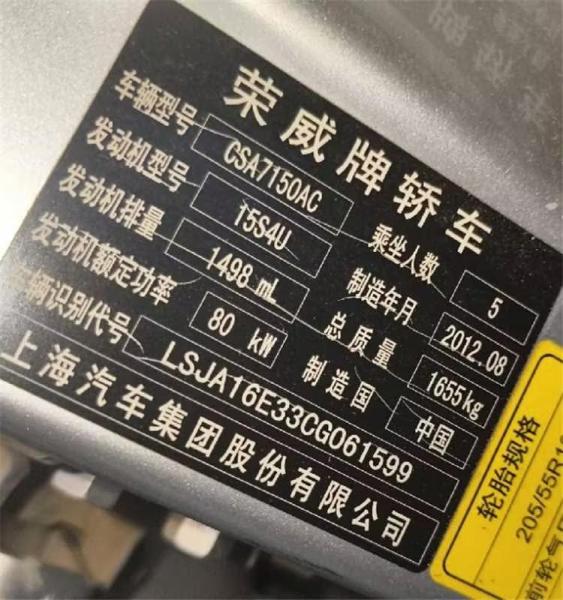 荣威牌轿车
车辆型号 CSA7150AC 乘坐人数 5
发动机型号 15S4U 制造年月 2012.08
发动机排量 1498 mL 总质量 1655kg
发动机额定功率 80 kW 制造国 中国
车辆识别代号 LSJA16E33CG061599
上海汽车集团股份有限公司
轮胎规格
205/55R16
前轮气